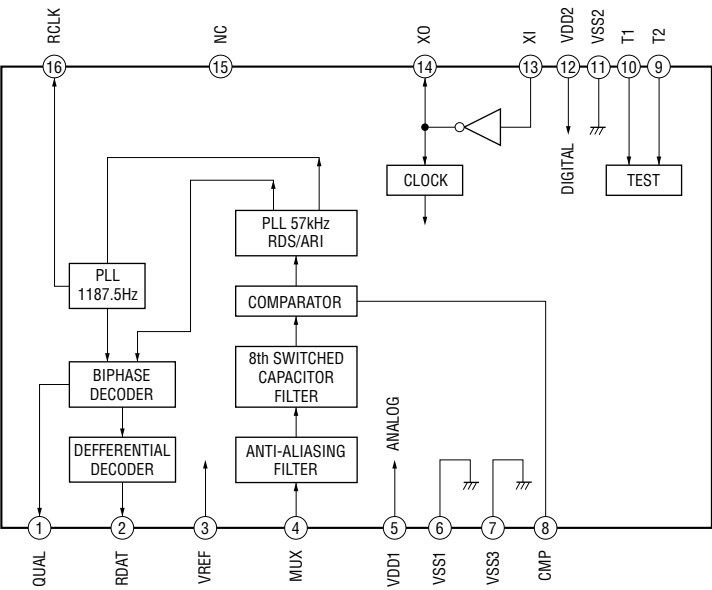 RCLK
NC
XO
XI
VDD2
VSS2
T1
T2
16
15
14
13
12
11
10
9
DIGITAL
CLOCK
TEST
PLL 57kHz
RDS/ARI
PLL
1187.5Hz
COMPARATOR
8th SWITCHED
CAPACITOR
FILTER
BIPHASE
DECODER
ANALOG
DEFFERENTIAL
DECODER
ANTI-ALIASING
FILTER
1
2
3
4
5
6
7
8
QUAL
RDAT
VREF
MUX
VDD1
VSS1
VSS3
CMP